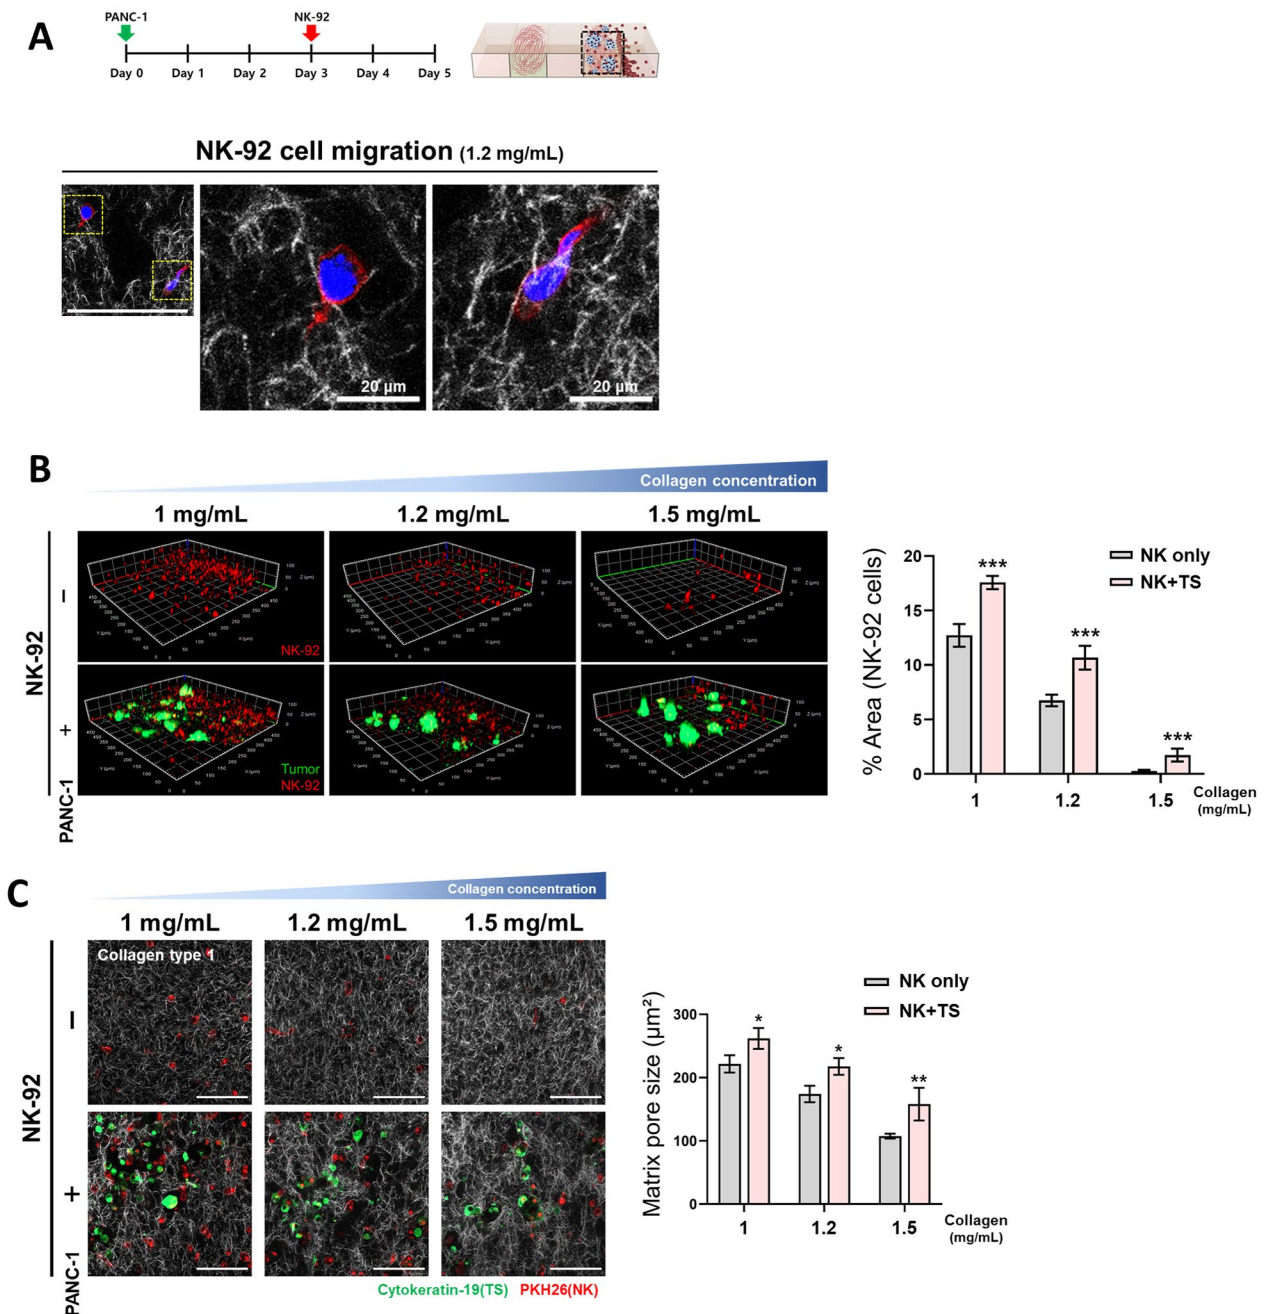 A
PANC-1
NK-92
Day 0 Day 1 Day 2 Day 3 Day 4 Day 5
NK-92 cell migration (1.2 mg/mL)
20 µm
20 µm
B
Collagen concentration
1 mg/mL 1.2 mg/mL 1.5 mg/mL
NK-92
−
+
PANC-1
NK-92
Tumor
NK-92
% Area (NK-92 cells)
20
15
10
5
0
NK only
NK+TS
***
***
***
1 1.2 1.5
Collagen
(mg/mL)
C
Collagen concentration
1 mg/mL 1.2 mg/mL 1.5 mg/mL
Collagen type 1
NK-92
−
+
PANC-1
Cytokeratin-19(TS) PKH26(NK)
Matrix pore size (µm²)
300
200
100
0
NK only
NK+TS
*
*
**
1 1.2 1.5
Collagen
(mg/mL)